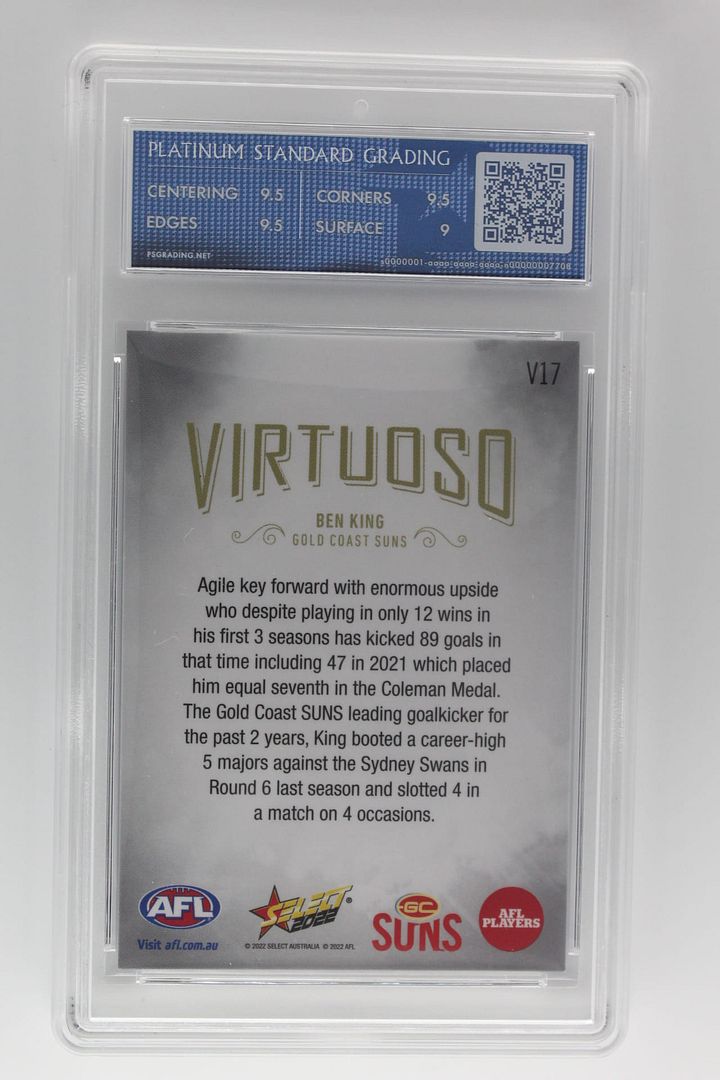 PLATINUM STANDARD GRADING
CENTERING 9.5 CORNERS 9.5
EDGES 9.5 SURFACE 9
PSGRADING.NET
s0000001-aaaa-aaaa-aaaa-n00000007708
V17
VIRTUOSO
BEN KING
GOLD COAST SUNS
Agile key forward with enormous upside
who despite playing in only 12 wins in
his first 3 seasons has kicked 89 goals in
that time including 47 in 2021 which placed
him equal seventh in the Coleman Medal.
The Gold Coast SUNS leading goalkicker for
the past 2 years, King booted a career-high
5 majors against the Sydney Swans in
Round 6 last season and slotted 4 in
a match on 4 occasions.
AFL
Visit afl.com.au
SELECT
2022
®
© 2022 SELECT AUSTRALIA © 2022 AFL
GC
SUNS
AFL
PLAYERS